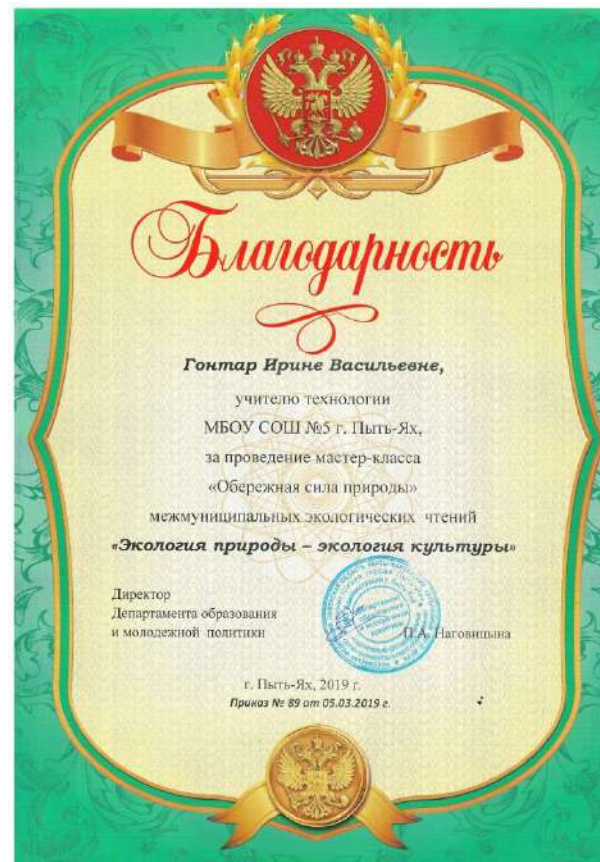 Благодарность
Гонтар Ирине Васильевне,
учителю технологии
МБОУ СОШ №5 г. Пыть-Ях,
за проведение мастер-класса
«Обережная сила природы»
межмуниципальных экологических чтений
«Экология природы – экология культуры»
Директор
Департамента образования
и молодежной политики
П.А. Наговицына
г. Пыть-Ях, 2019 г.
Приказ № 89 от 05.03.2019 г.